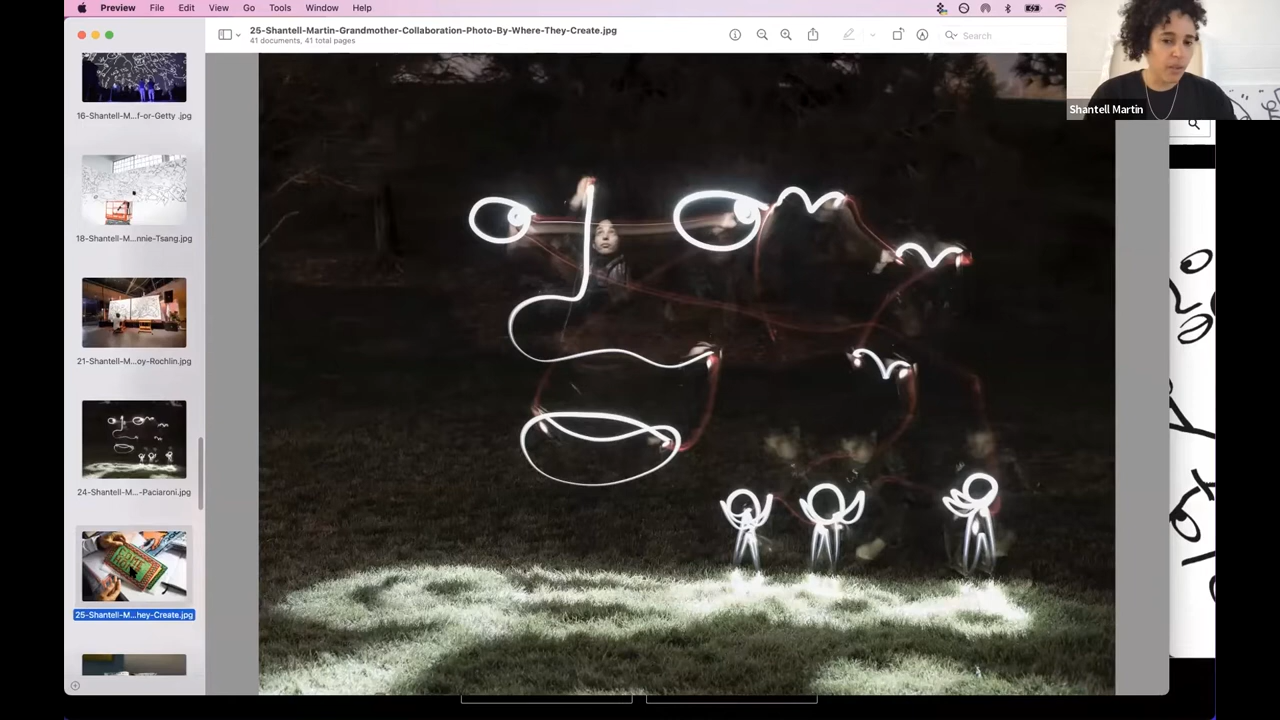 Preview File Edit View Go Tools Window Help
25-Shantell-Martin-Grandmother-Collaboration-Photo-By-Where-They-Create.jpg
41 documents, 41 total pages
Search
Shantell Martin
16-Shantell-M...f-or-Getty .jpg
18-Shantell-M...nnie-Tsang.jpg
21-Shantell-M...oy-Rochlin.jpg
24-Shantell-M...-Paciaroni.jpg
25-Shantell-M...hey-Create.jpg